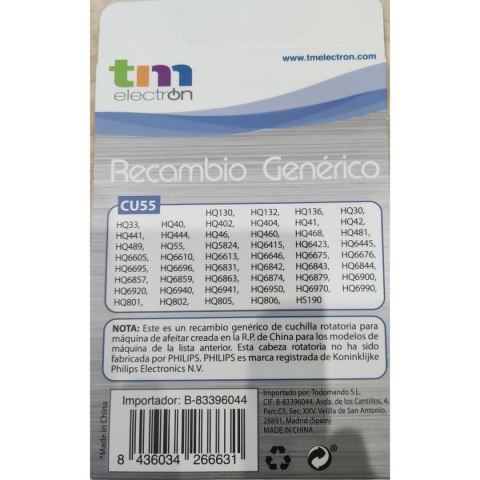 tm
electrón
www.tmelectron.com
Recambio Genérico
CU55
HQ130, HQ132, HQ136, HQ30,
HQ33, HQ40, HQ402, HQ404, HQ41, HQ42,
HQ441, HQ444, HQ46, HQ460, HQ468, HQ481,
HQ489, HQ55, HQ5824, HQ6415, HQ6423, HQ6445,
HQ6605, HQ6610, HQ6613, HQ6646, HQ6675, HQ6676,
HQ6695, HQ6696, HQ6831, HQ6842, HQ6843, HQ6844,
HQ6857, HQ6859, HQ6863, HQ6874, HQ6879, HQ6900,
HQ6920, HQ6940, HQ6941, HQ6950, HQ6970, HQ6990,
HQ801, HQ802, HQ805, HQ806, HS190
NOTA: Este es un recambio genérico de cuchilla rotatoria para
máquina de afeitar creada en la R.P. de China para los modelos de
máquina de la lista anterior. Esta cabeza rotatoria no ha sido
fabricada por PHILIPS. PHILIPS es marca registrada de Koninklijke
Philips Electronics N.V.
*Made in China
Importador: B-83396044
8 436034 266631
Importado por: Todomando S.L.
CIF: B-83396044. Avda. de los Cantillos, 4.
Parc.C5, Sec. XXV. Velilla de San Antonio,
28891, Madrid (Spain)